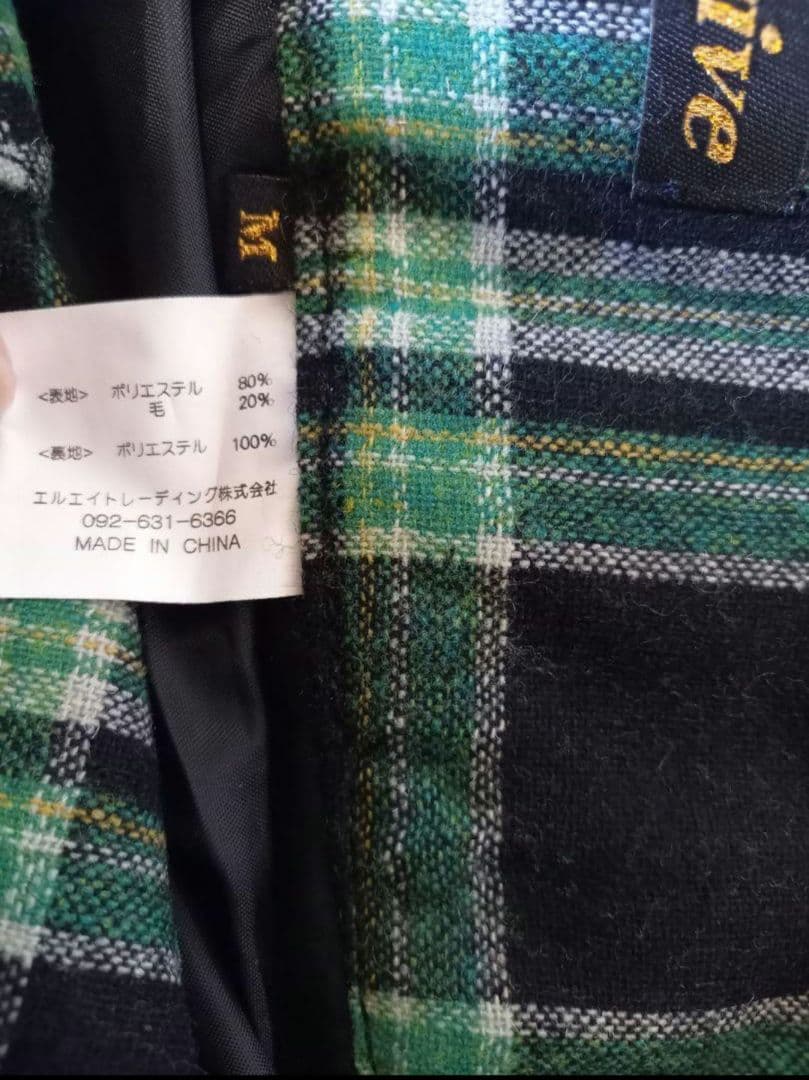 ive
M
<表地> ポリエステル 80%
毛 20%
<裏地> ポリエステル 100%
エルエイトレーディング株式会社
092-631-6366
MADE IN CHINA